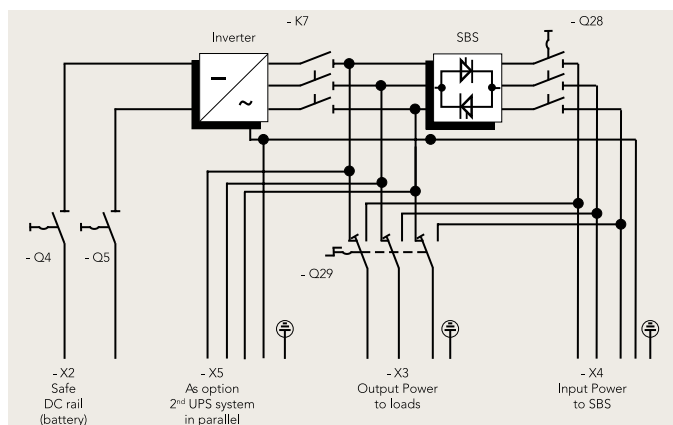 - K7
- Q28
Inverter
SBS
~
- Q4
- Q5
- Q29
- X2
Safe
DC rail
(battery)
- X5
As option
2nd UPS system
in parallel
- X3
Output Power
to loads
- X4
Input Power
to SBS